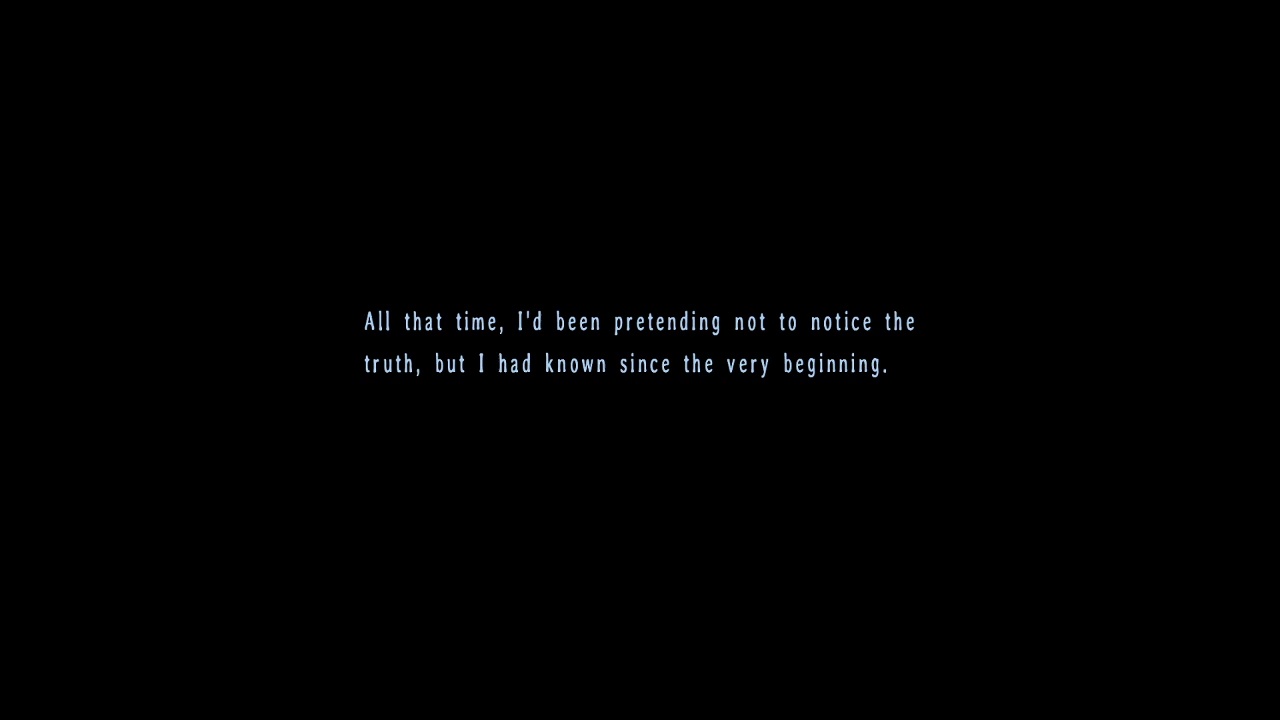 All that time, I'd been pretending not to notice the
truth, but I had known since the very beginning.